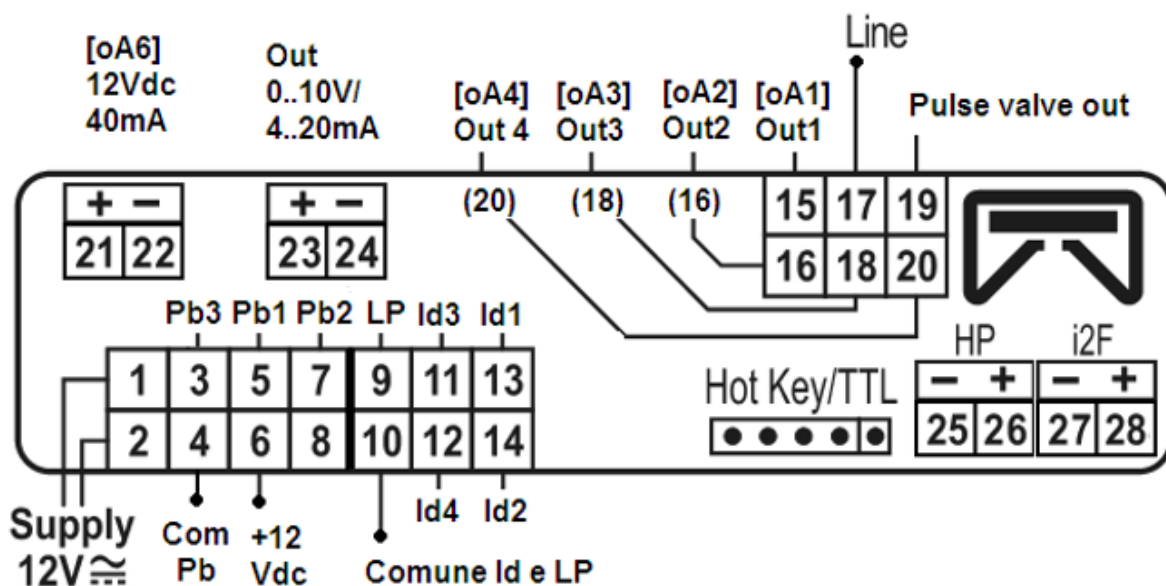 [oA6]
12Vdc
40mA
Out
0..10V/
4..20mA
[oA4]
Out 4
[oA3]
Out3
[oA2]
Out2
[oA1]
Out1
Line
Pulse valve out
(20) (18) (16)
15 17 19
16 18 20
+ −
21 22
+ −
23 24
Pb3 Pb1 Pb2 LP Id3 Id1
1 3 5 7 9 11 13
2 4 6 8 10 12 14
Id4 Id2
Supply
12V
Com
Pb
+12
Vdc
Comune Id e LP
Hot Key/TTL
HP
− +
25 26
i2F
− +
27 28